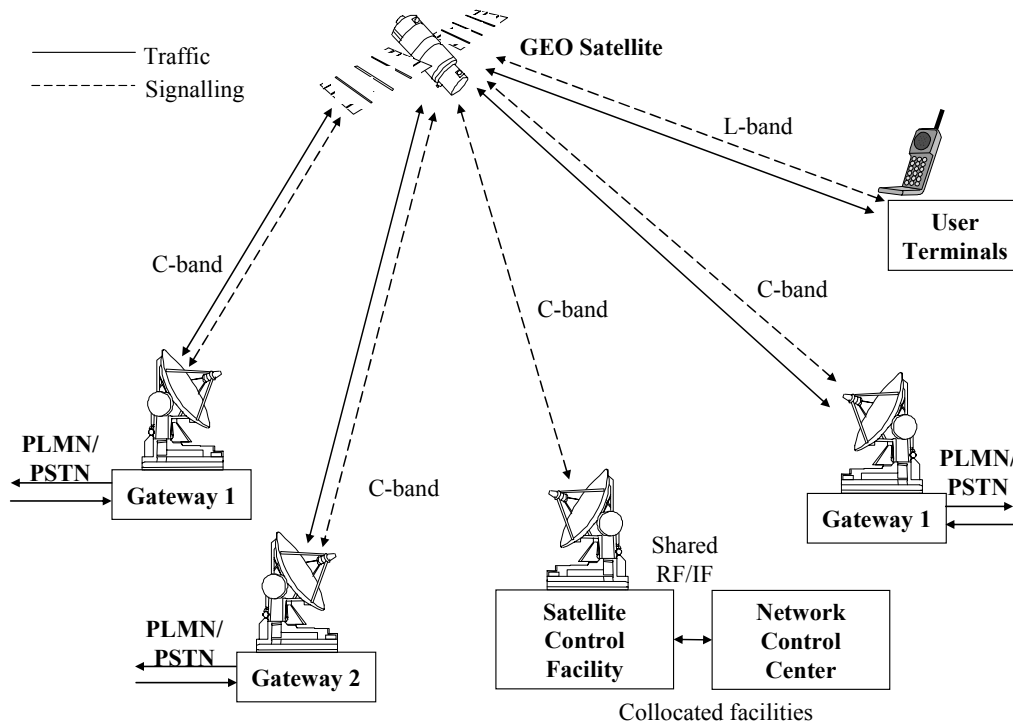 GEO Satellite
Traffic
Signalling
L-band
User
Terminals
C-band
C-band
C-band
PLMN/
PSTN
Gateway 1
C-band
PLMN/
PSTN
Gateway 1
Shared
RF/IF
Satellite
Control
Facility
Network
Control
Center
PLMN/
PSTN
Gateway 2
Collocated facilities